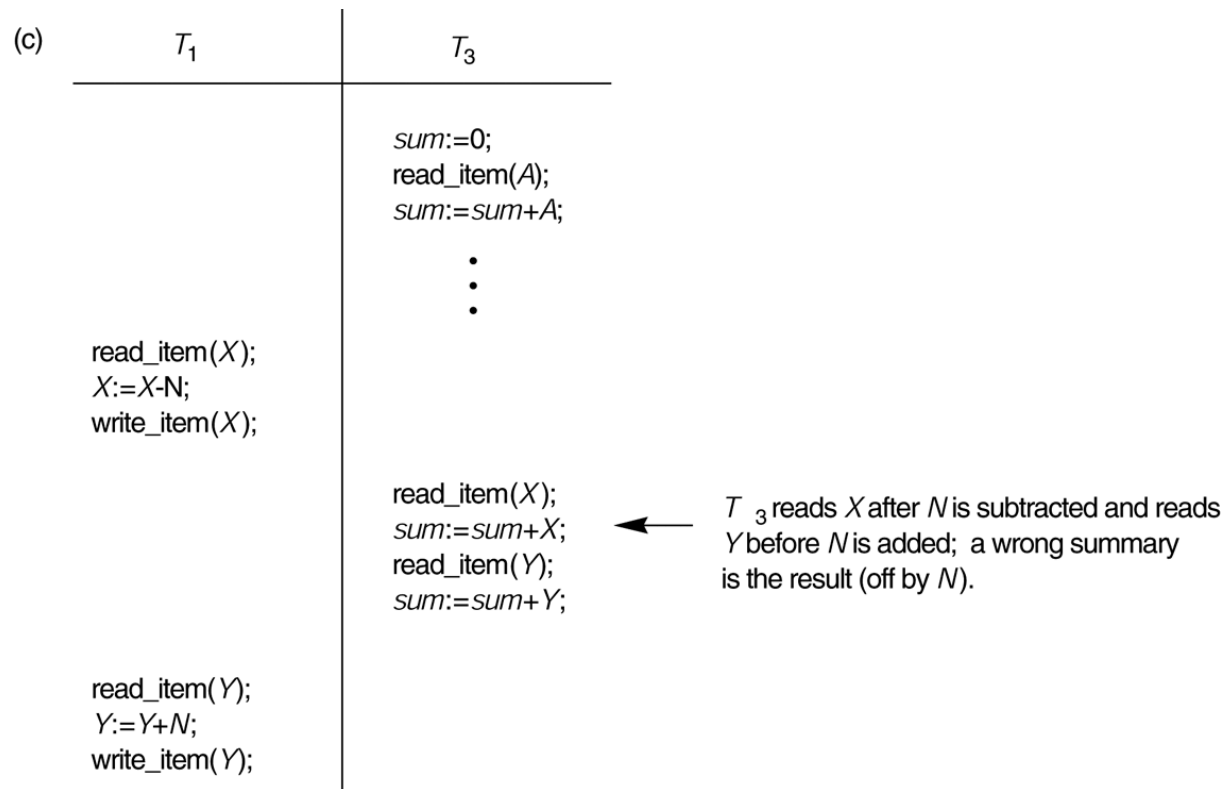 (c)
T1 T3
sum:=0;
read_item(A);
sum:=sum+A;
read_item(X);
X:=X-N;
write_item(X);
read_item(X);
sum:=sum+X;
read_item(Y);
sum:=sum+Y;
T 3 reads X after N is subtracted and reads
Y before N is added; a wrong summary
is the result (off by N).
read_item(Y);
Y:=Y+N;
write_item(Y);